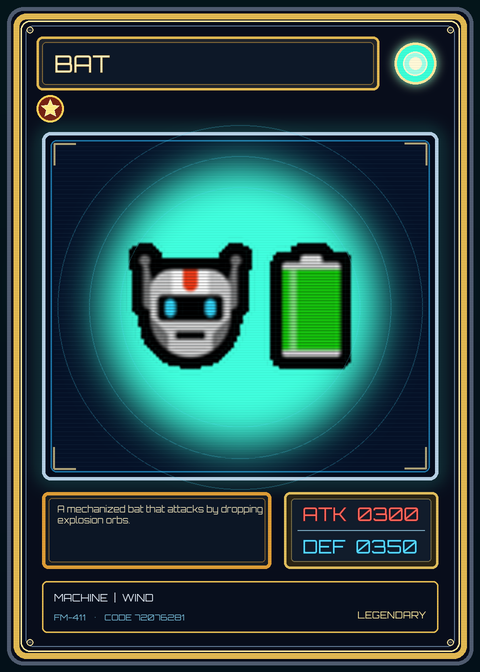 BAT
A mechanized bat that attacks by dropping
explosion orbs.
ATK 0300
DEF 0350
MACHINE | WIND
FM-411 · CODE 72076281
LEGENDARY